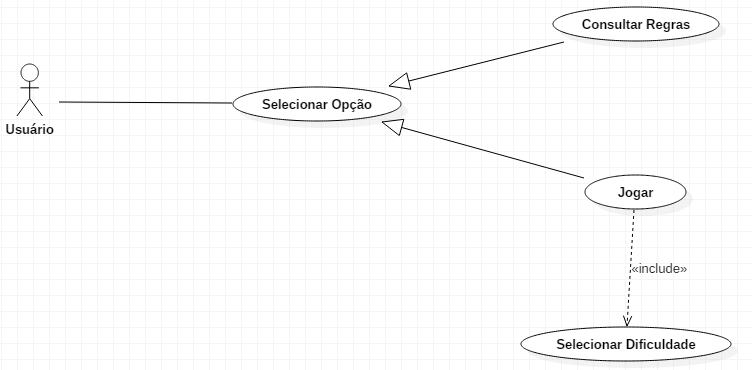 Consultar Regras
Selecionar Opção
Usuário
Jogar
«include»
Selecionar Dificuldade